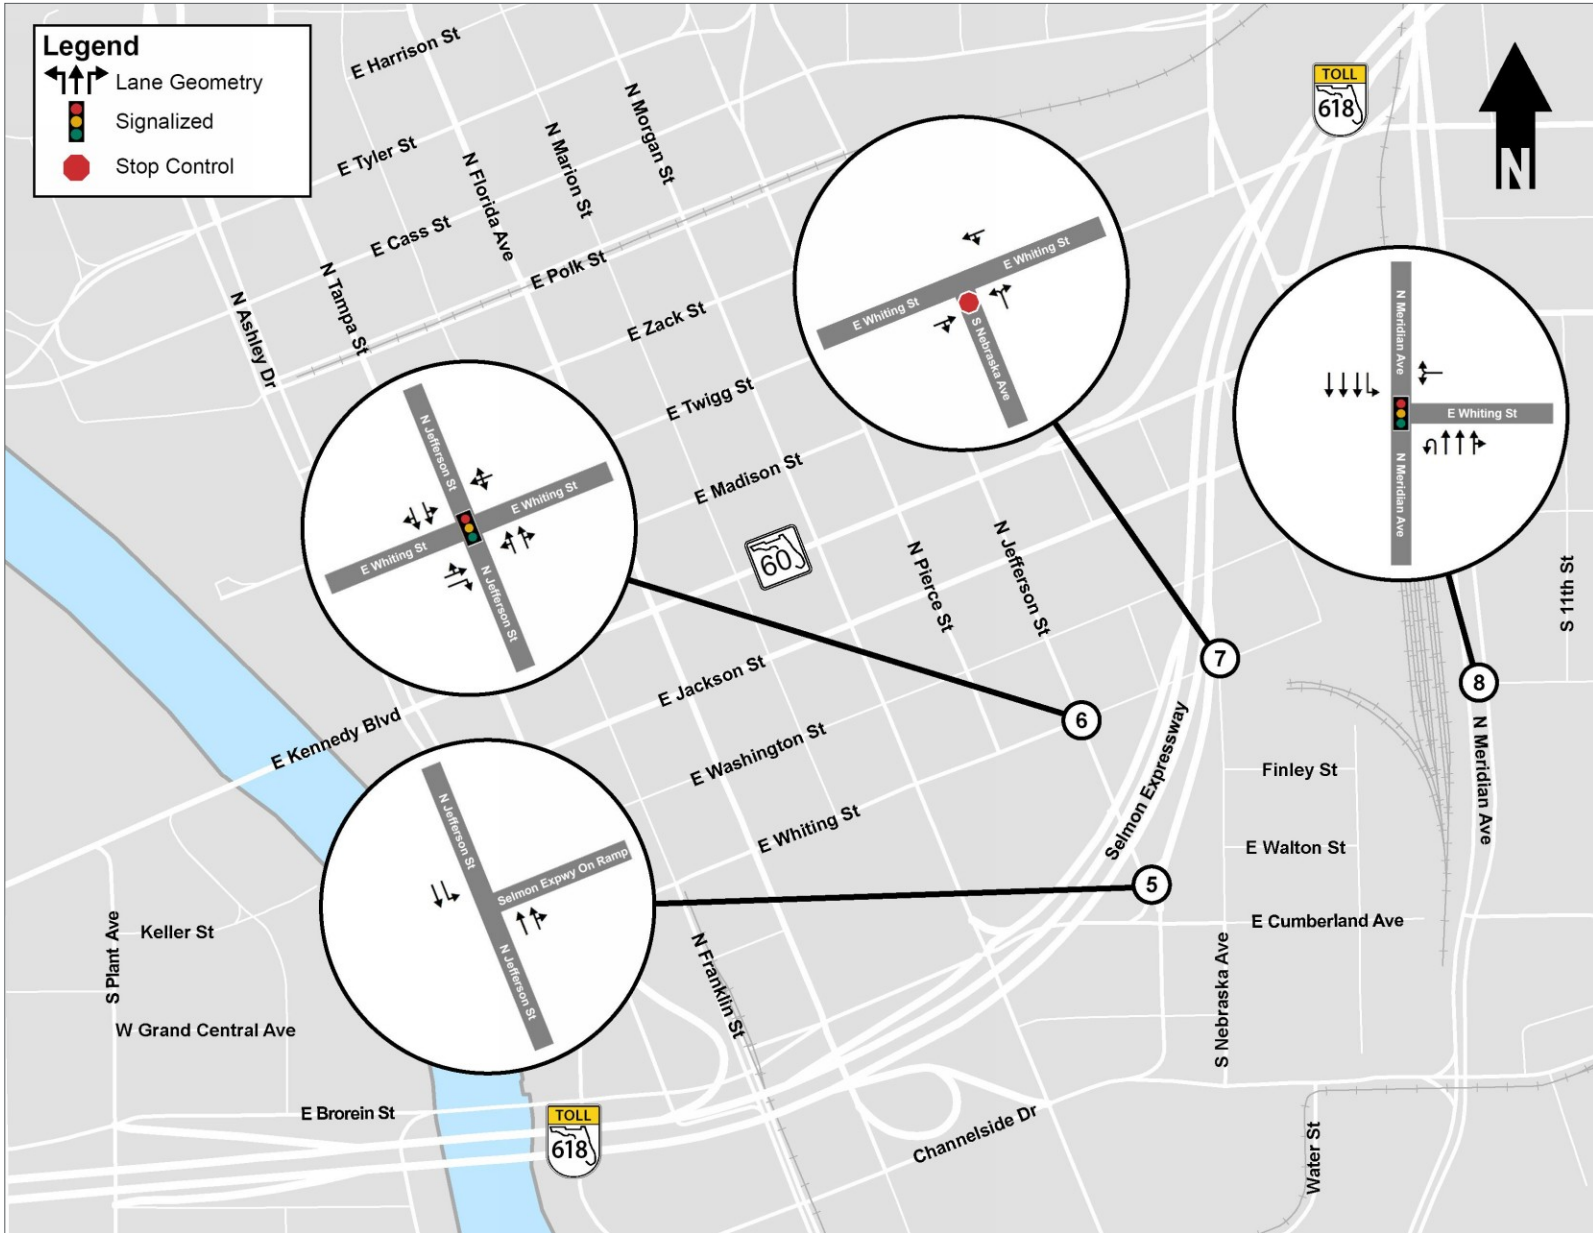 Legend
Lane Geometry
Signalized
Stop Control
E Harrison St
E Tyler St
E Cass St
E Polk St
E Zack St
E Twigg St
E Madison St
N Morgan St
N Marion St
N Florida Ave
N Tampa St
N Ashley Dr
TOLL
618
N
E Whiting St
E Whiting St
S Nebraska Ave
N Meridian Ave
E Whiting St
N Meridian Ave
N Jefferson St
E Whiting St
E Whiting St
N Jefferson St
60
N Pierce St
N Jefferson St
S 11th St
7
8
6
5
E Kennedy Blvd
E Jackson St
E Washington St
E Whiting St
Selmon Expressway
N Meridian Ave
Finley St
E Walton St
E Cumberland Ave
N Jefferson St
Selmon Expwy On Ramp
N Jefferson St
S Plant Ave
Keller St
W Grand Central Ave
N Franklin St
S Nebraska Ave
E Brorein St
TOLL
618
Channelside Dr
Water St